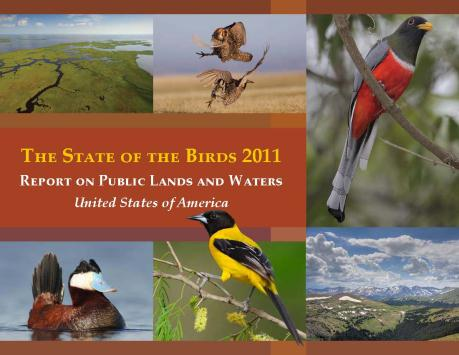 The State of the Birds 2011
Report on Public Lands and Waters
United States of America